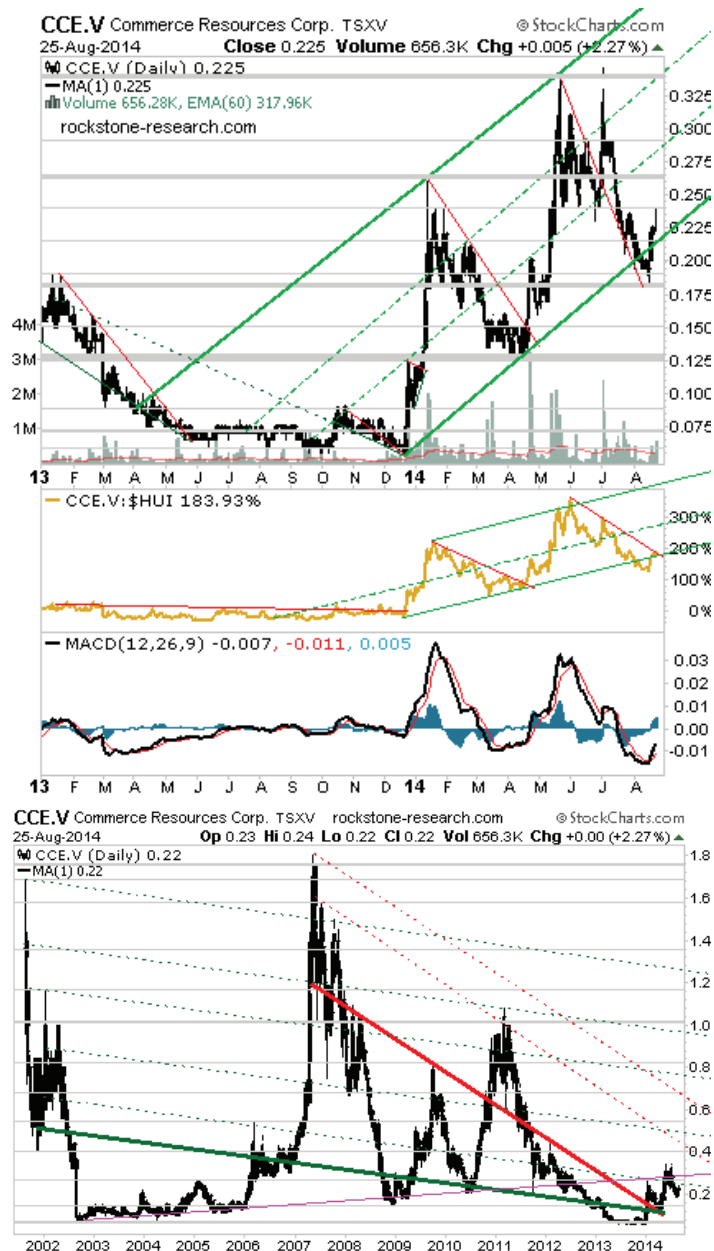 CCE.V Commerce Resources Corp. TSXV © StockCharts.com
25-Aug-2014 Close 0.225 Volume 656.3K Chg +0.005 (+2.27%)
CCE.V (Daily) 0.225
MA(1) 0.225
Volume 656.28K, EMA(60) 317.96K
rockstone-research.com
0.325
0.300
0.275
0.250
0.225
0.200
0.175
4M 0.150
3M 0.125
2M 0.100
1M 0.075
13 F M A M J J A S O N D 14 F M A M J J A
CCE.V:$HUI 183.93%
300%
200%
100%
0%
MACD(12,26,9) -0.007, -0.011, 0.005
0.03
0.02
0.01
0.00
-0.01
13 F M A M J J A S O N D 14 F M A M J J A
CCE.V Commerce Resources Corp. TSXV rockstone-research.com © StockCharts.com
25-Aug-2014 Op 0.23 Hi 0.24 Lo 0.22 Cl 0.22 Vol 656.3K Chg +0.00 (+2.27%)
CCE.V (Daily) 0.22
MA(1) 0.22
1.8
1.6
1.4
1.2
1.0
0.8
0.6
0.4
0.2
2002 2003 2004 2005 2006 2007 2008 2009 2010 2011 2012 2013 2014